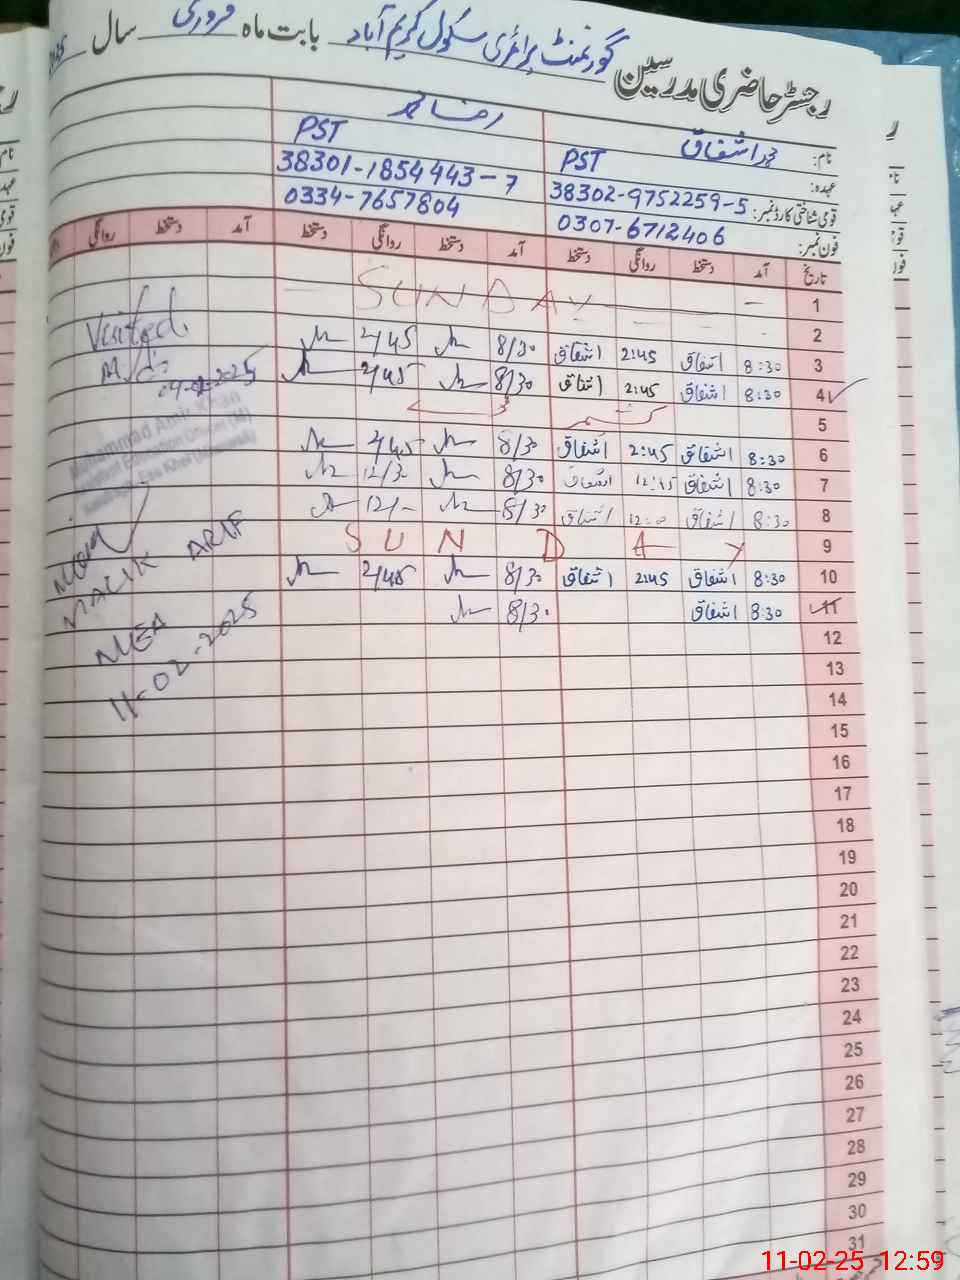 رجسٹر حاضری مدرسین گورنمنٹ پرائمری سکول کریم آباد بابت ماہ فروری سال
نام: محمد اشفاق رضا محمد
عہدہ: PST PST
قومی شناختی کارڈ نمبر: 38302-9752259-5 38301-1854443-7
فون نمبر: 0307-6712406 0334-7657804
تاریخ آمد دستخط روانگی دستخط آمد دستخط روانگی دستخط آمد دستخط روانگی
1
2 SUNDAY
3 8:30 اشفاق 2:45 اشفاق 8/30 2/45
4 8:30 اشفاق 2:45 اشفاق 8/30 2/45
5 کشمیر
6 8:30 اشفاق 2:45 اشفاق 8/30 2/45
7 8:30 اشفاق 12:45 اشفاق 8/30 12/30
8 8:30 اشفاق 12:0 اشفاق 8/30 12/-
9 SUNDAY
10 8:30 اشفاق 2:45 اشفاق 8/30 2/45
11 8:30 اشفاق 8/30
12
13
14
15
16
17
18
19
20
21
22
23
24
25
26
27
28
29
30
31
Visited
Muhammad Amir Khan
Assistant Education Officer (M)
MALIK ARIF
MEA
11-02-2025
11-02-25 12:59